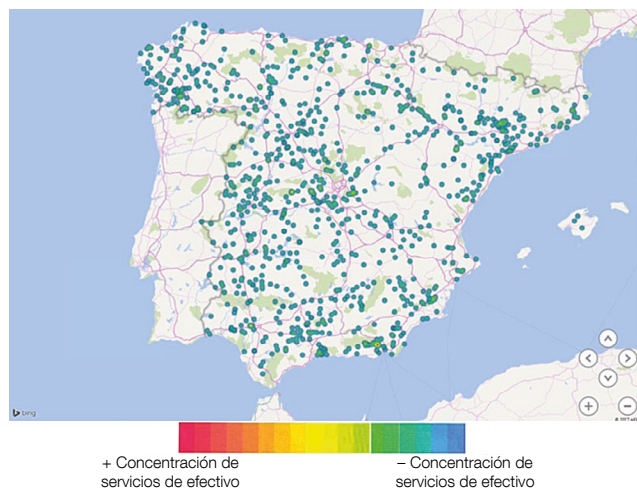 bing
+ Concentración de
servicios de efectivo
– Concentración de
servicios de efectivo